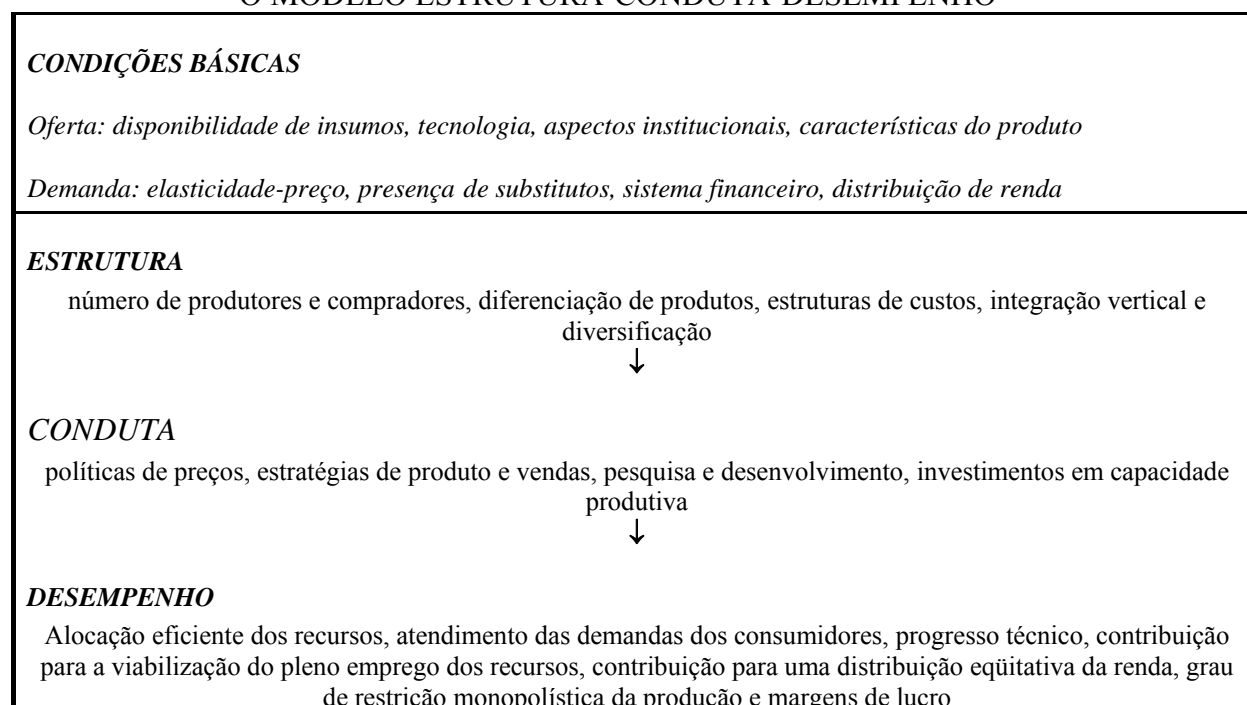 O MODELO ESTRUTURA-CONDUTA-DESEMPENHO
CONDIÇÕES BÁSICAS
Oferta: disponibilidade de insumos, tecnologia, aspectos institucionais, características do produto
Demanda: elasticidade-preço, presença de substitutos, sistema financeiro, distribuição de renda
ESTRUTURA
número de produtores e compradores, diferenciação de produtos, estruturas de custos, integração vertical e
diversificação
↓
CONDUTA
políticas de preços, estratégias de produto e vendas, pesquisa e desenvolvimento, investimentos em capacidade
produtiva
↓
DESEMPENHO
Alocação eficiente dos recursos, atendimento das demandas dos consumidores, progresso técnico, contribuição
para a viabilização do pleno emprego dos recursos, contribuição para uma distribuição eqüitativa da renda, grau
de restrição monopolística da produção e margens de lucro